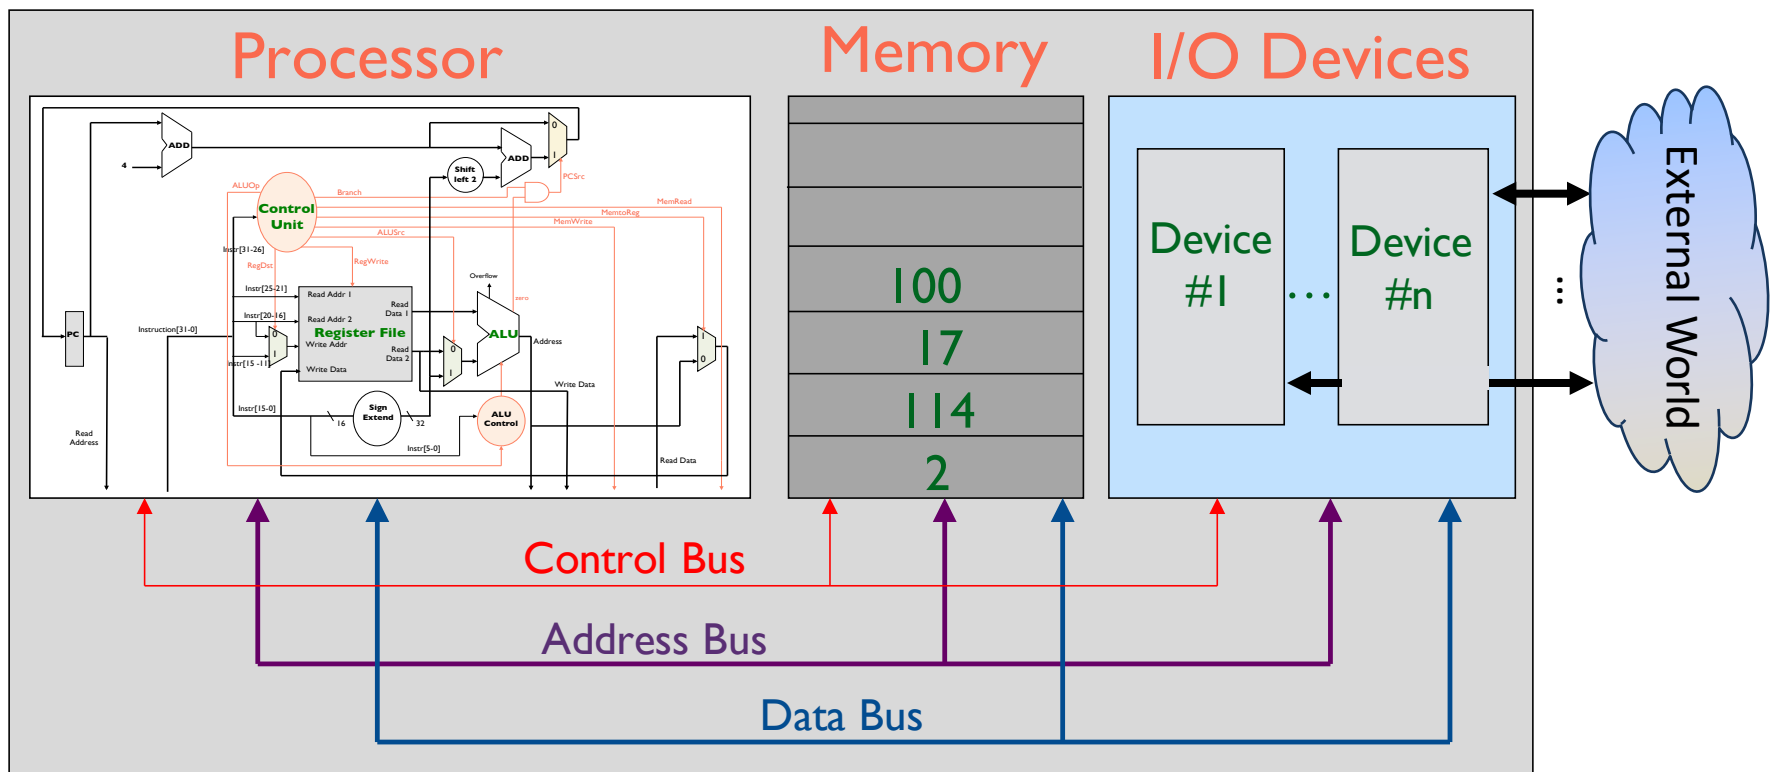 Processor
Memory
I/O Devices
ADD
4
ADD
0
1
Shift
left 2
PCSrc
ALUOp
Branch
Control
Unit
MemRead
MemtoReg
MemWrite
ALUSrc
Instr[31-26]
RegDst
RegWrite
Overflow
zero
Instr[25-21]
Read Addr 1
Instr[20-16]
Read Addr 2
Register File
Read
Data 1
PC
Instruction[31-0]
0
1
Write Addr
Instr[15 -11]
Write Data
Read
Data 2
0
1
ALU
Address
1
0
Write Data
Instr[15-0]
16
Sign
Extend
32
ALU
Control
Instr[5-0]
Read
Address
Read Data
100
17
114
2
Device
#1
...
Device
#n
...
External World
Control Bus
Address Bus
Data Bus